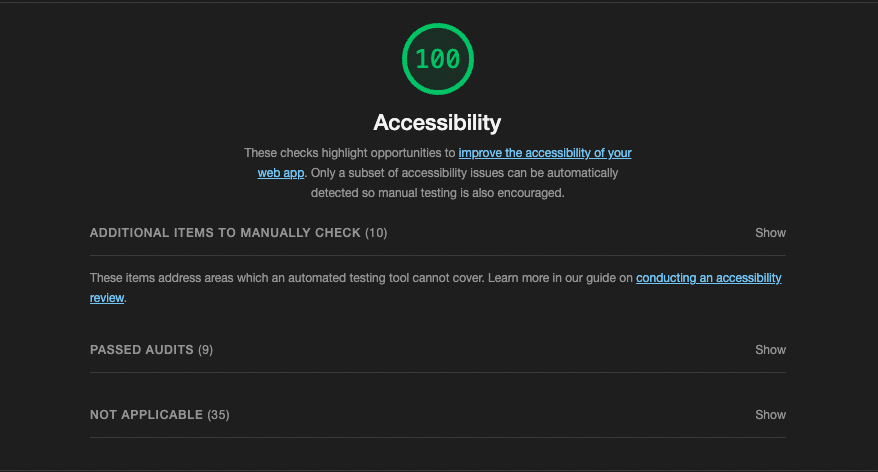 100
Accessibility
These checks highlight opportunities to improve the accessibility of your
web app. Only a subset of accessibility issues can be automatically
detected so manual testing is also encouraged.
ADDITIONAL ITEMS TO MANUALLY CHECK (10) Show
These items address areas which an automated testing tool cannot cover. Learn more in our guide on conducting an accessibility
review.
PASSED AUDITS (9) Show
NOT APPLICABLE (35) Show